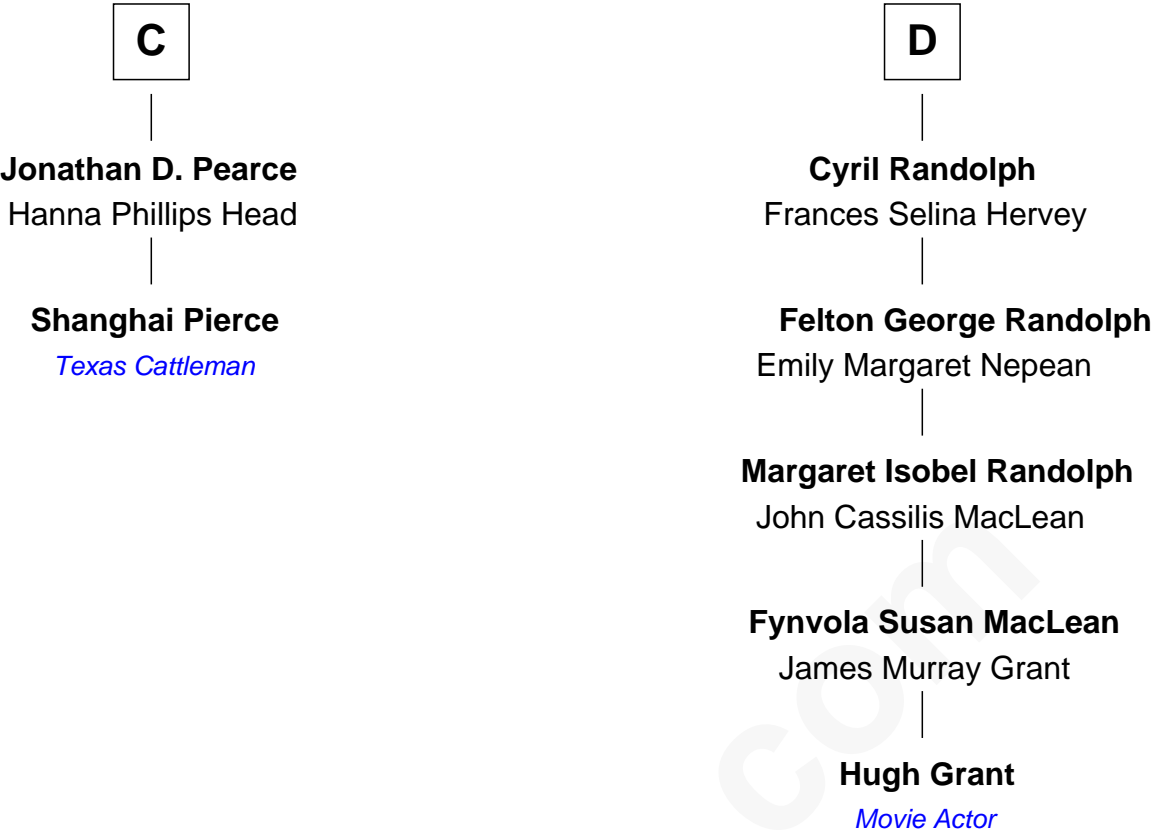 C
Jonathan D. Pearce
Hanna Phillips Head
Shanghai Pierce
Texas Cattleman
D
Cyril Randolph
Frances Selina Hervey
Felton George Randolph
Emily Margaret Nepean
Margaret Isobel Randolph
John Cassilis MacLean
Fynvola Susan MacLean
James Murray Grant
Hugh Grant
Movie Actor
com